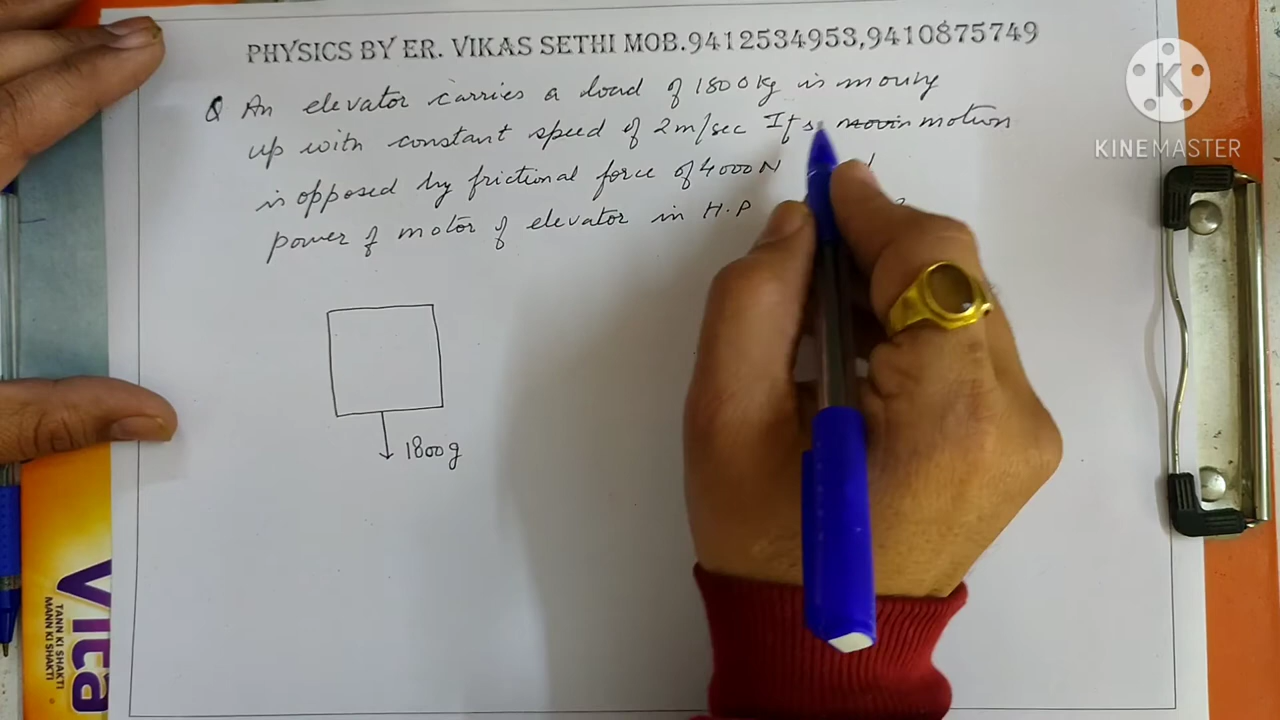 PHYSICS BY ER. VIKAS SETHI MOB.9412534953,9410875749
Q An elevator carries a load of 1800kg is moving
up with constant speed of 2m/sec Its movin motion
is opposed by frictional force of 4000N
power of motor of elevator in H.P
1800g
K
KINEMASTER
Vita
TANN KI SHAKTI
MANN KI SHAKTI